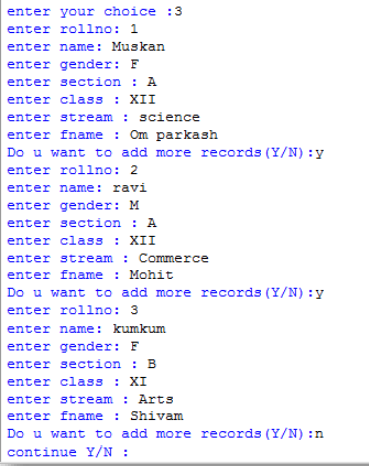 enter your choice :3
enter rollno: 1
enter name: Muskan
enter gender: F
enter section : A
enter class : XII
enter stream : science
enter fname : Om parkash
Do u want to add more records(Y/N):y
enter rollno: 2
enter name: ravi
enter gender: M
enter section : A
enter class : XII
enter stream : Commerce
enter fname : Mohit
Do u want to add more records(Y/N):y
enter rollno: 3
enter name: kumkum
enter gender: F
enter section : B
enter class : XI
enter stream : Arts
enter fname : Shivam
Do u want to add more records(Y/N):n
continue Y/N :